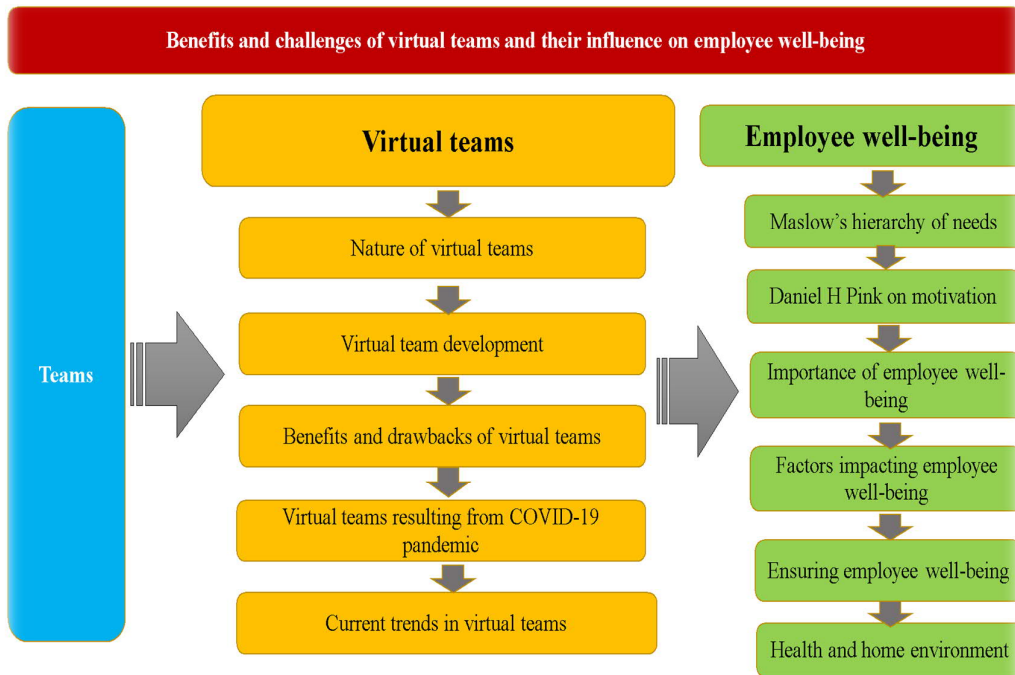 Benefits and challenges of virtual teams and their influence on employee well-being
Teams
Virtual teams
Nature of virtual teams
Virtual team development
Benefits and drawbacks of virtual teams
Virtual teams resulting from COVID-19
pandemic
Current trends in virtual teams
Employee well-being
Maslow’s hierarchy of needs
Daniel H Pink on motivation
Importance of employee well-
being
Factors impacting employee
well-being
Ensuring employee well-being
Health and home environment